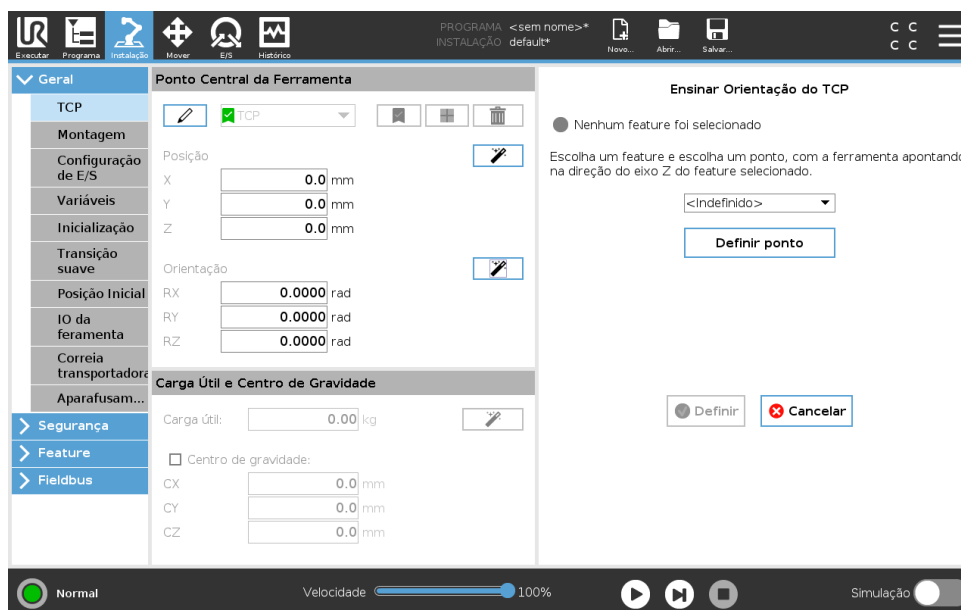 PROGRAMA <sem nome>*
INSTALAÇÃO default*
C C
C C
Executar Programa Instalação Mover E/S Histórico Novo... Abrir... Salvar...
Geral
TCP
Montagem
Configuração
de E/S
Variáveis
Inicialização
Transição
suave
Posição Inicial
IO da
feramenta
Correia
transportadora
Aparafusam...
Segurança
Feature
Fieldbus
Ponto Central da Ferramenta
TCP
Posição
X 0.0 mm
Y 0.0 mm
Z 0.0 mm
Orientação
RX 0.0000 rad
RY 0.0000 rad
RZ 0.0000 rad
Carga Útil e Centro de Gravidade
Carga útil: 0.00 kg
Centro de gravidade:
CX 0.0 mm
CY 0.0 mm
CZ 0.0 mm
Ensinar Orientação do TCP
Nenhum feature foi selecionado
Escolha um feature e escolha um ponto, com a ferramenta apontando
na direção do eixo Z do feature selecionado.
<Indefinido>
Definir ponto
Definir Cancelar
Normal Velocidade 100% Simulação